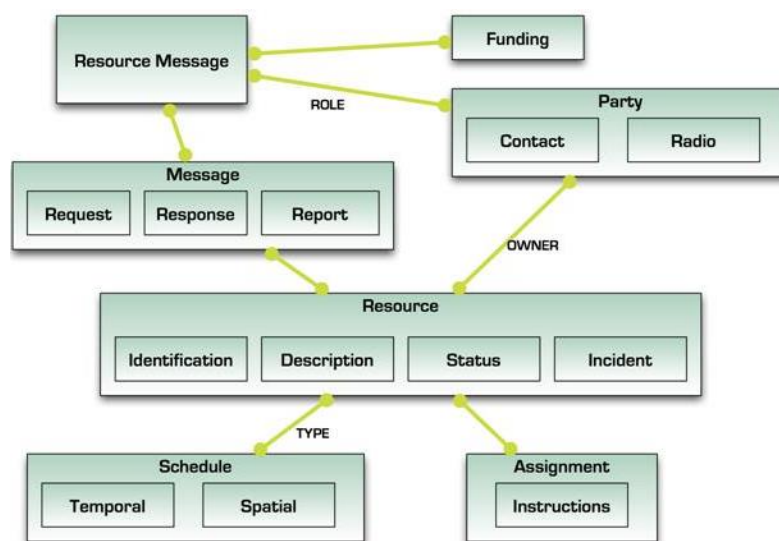 Resource Message
Funding
ROLE
Party
Contact
Radio
Message
Request
Response
Report
OWNER
Resource
Identification
Description
Status
Incident
TYPE
Schedule
Temporal
Spatial
Assignment
Instructions